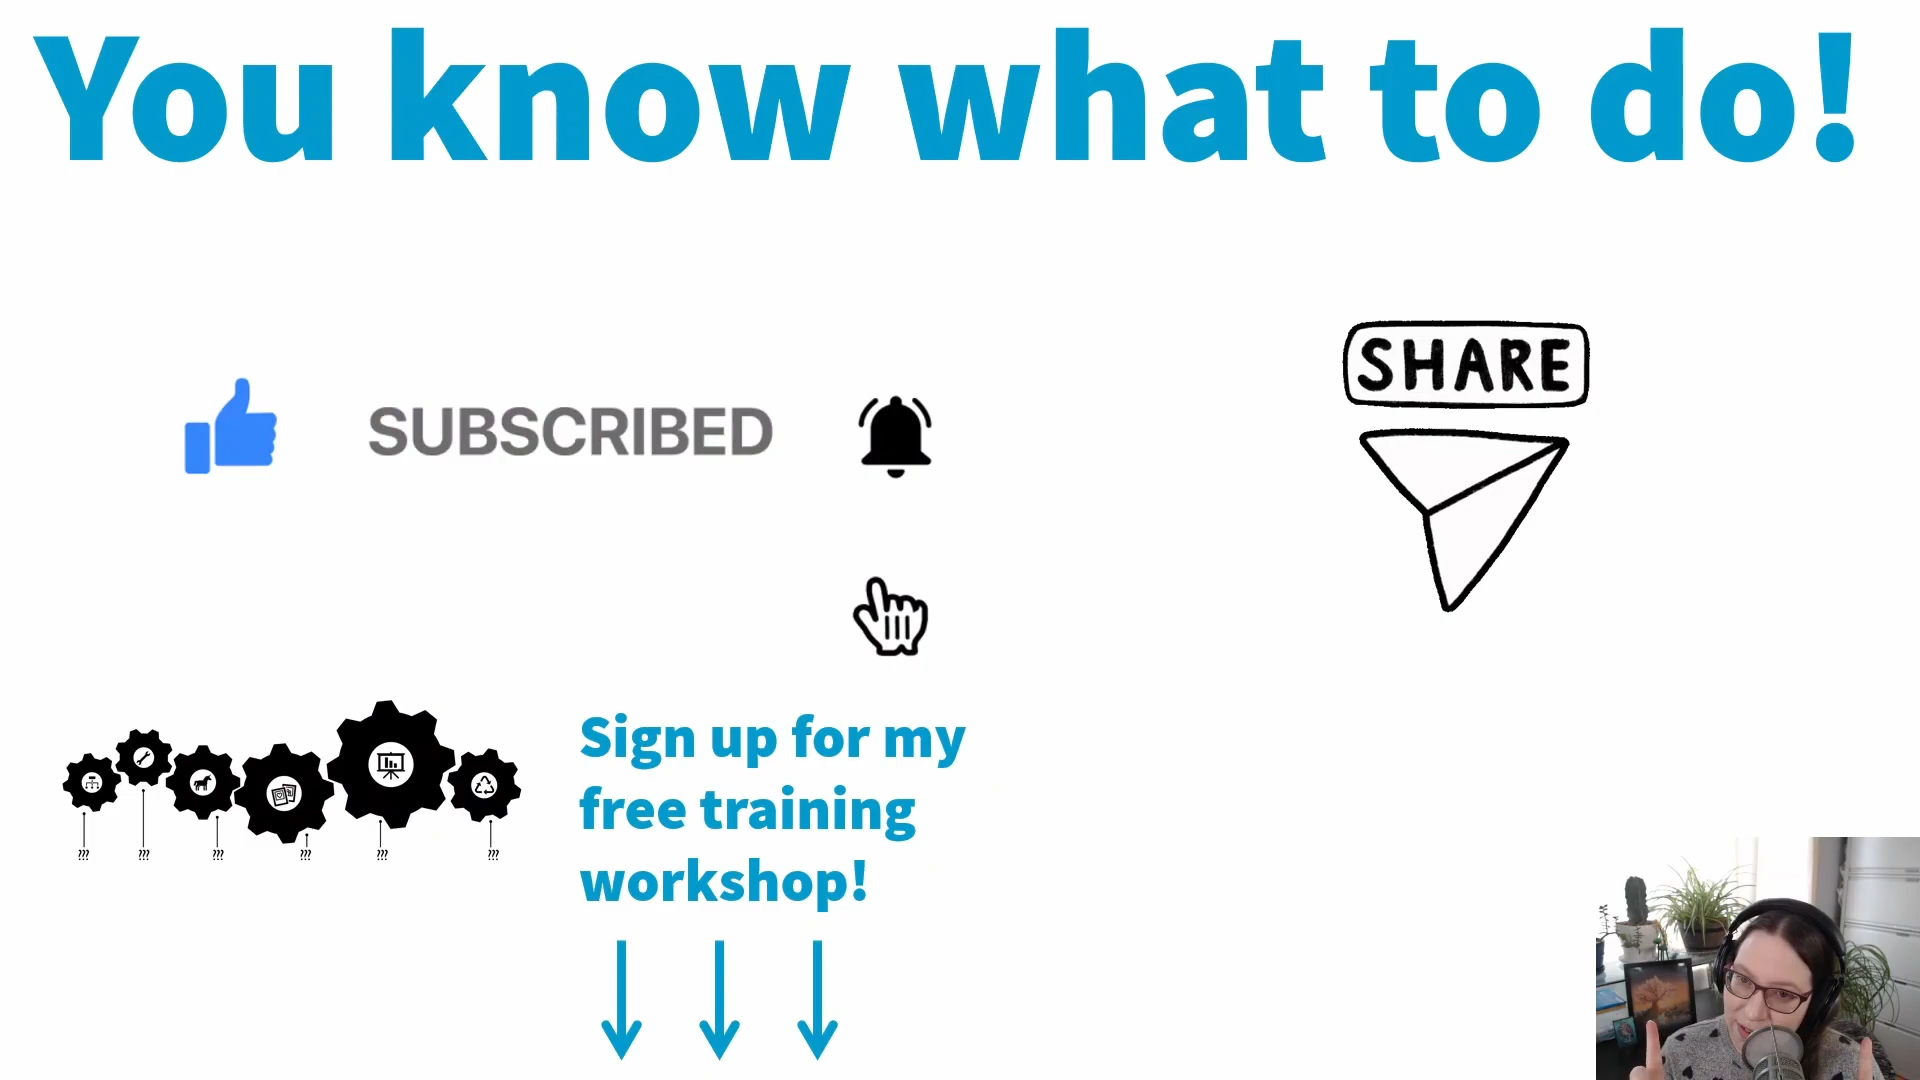 You know what to do!
SHARE
SUBSCRIBED
Sign up for my
free training
workshop!
??? ??? ??? ??? ??? ???